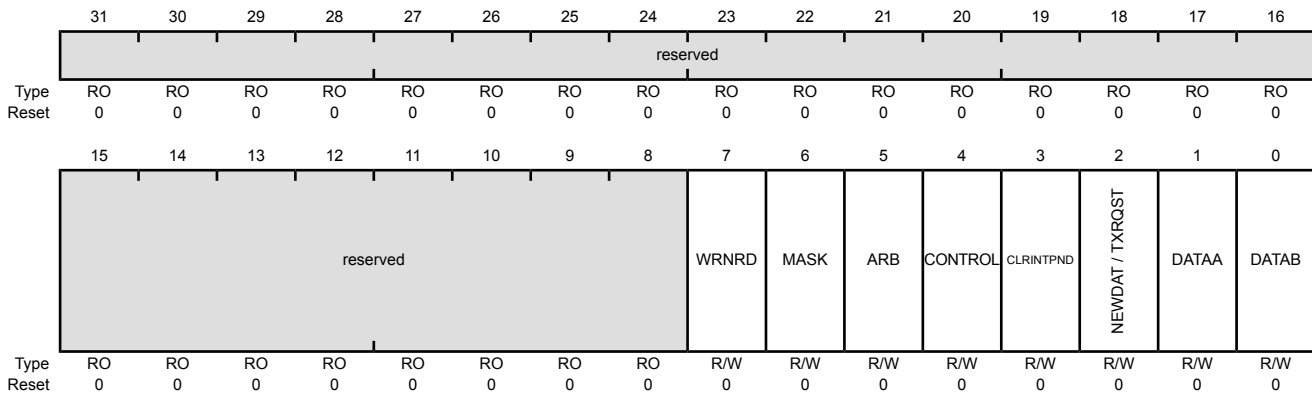 31 30 29 28 27 26 25 24 23 22 21 20 19 18 17 16
reserved
Type RO RO RO RO RO RO RO RO RO RO RO RO RO RO RO RO
Reset 0 0 0 0 0 0 0 0 0 0 0 0 0 0 0 0
15 14 13 12 11 10 9 8 7 6 5 4 3 2 1 0
reserved WRNRD MASK ARB CONTROL CLRINTPND NEWDAT / TXRQST DATAA DATAB
Type RO RO RO RO RO RO RO RO R/W R/W R/W R/W R/W R/W R/W R/W
Reset 0 0 0 0 0 0 0 0 0 0 0 0 0 0 0 0